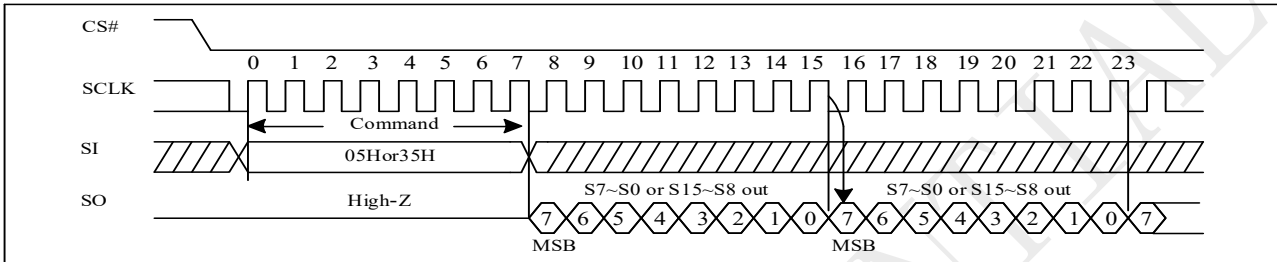 CS#
0 1 2 3 4 5 6 7 8 9 10 11 12 13 14 15 16 17 18 19 20 21 22 23
SCLK
Command
SI
05Hor35H
S7~S0 or S15~S8 out S7~S0 or S15~S8 out
SO
High-Z
7 6 5 4 3 2 1 0 7 6 5 4 3 2 1 0 7
MSB MSB
NTIAL